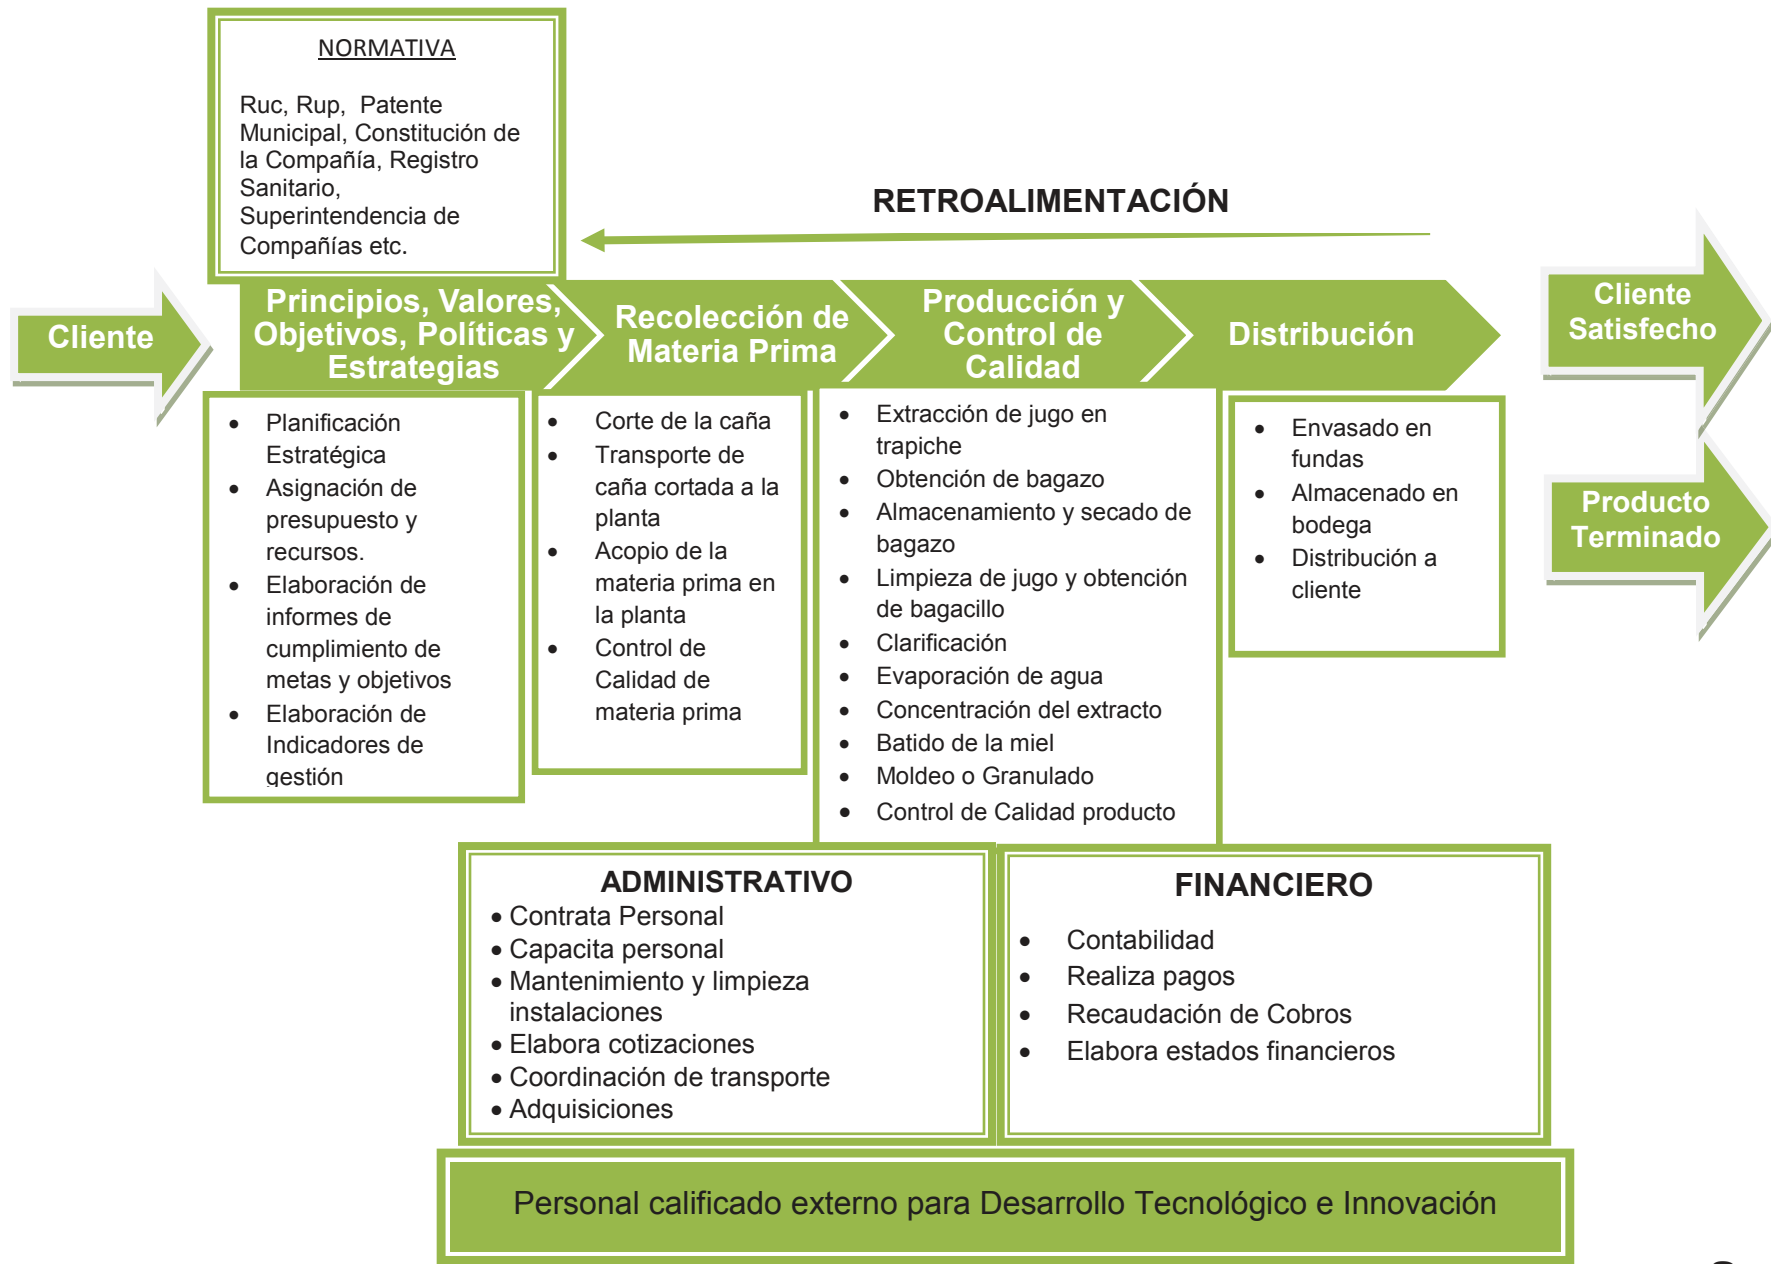 NORMATIVA
Ruc, Rup, Patente
Municipal, Constitución de
la Compañía, Registro
Sanitario,
Superintendencia de
Compañías etc.
RETROALIMENTACIÓN
Cliente
Principios, Valores,
Objetivos, Políticas y
Estrategias
Recolección de
Materia Prima
Producción y
Control de
Calidad
Distribución
Cliente
Satisfecho
Producto
Terminado
• Planificación
Estratégica
• Asignación de
presupuesto y
recursos.
• Elaboración de
informes de
cumplimiento de
metas y objetivos
• Elaboración de
Indicadores de
gestión
• Corte de la caña
• Transporte de
caña cortada a la
planta
• Acopio de la
materia prima en
la planta
• Control de
Calidad de
materia prima
• Extracción de jugo en
trapiche
• Obtención de bagazo
• Almacenamiento y secado de
bagazo
• Limpieza de jugo y obtención
de bagacillo
• Clarificación
• Evaporación de agua
• Concentración del extracto
• Batido de la miel
• Moldeo o Granulado
• Control de Calidad producto
• Envasado en
fundas
• Almacenado en
bodega
• Distribución a
cliente
ADMINISTRATIVO
• Contrata Personal
• Capacita personal
• Mantenimiento y limpieza
instalaciones
• Elabora cotizaciones
• Coordinación de transporte
• Adquisiciones
FINANCIERO
• Contabilidad
• Realiza pagos
• Recaudación de Cobros
• Elabora estados financieros
Personal calificado externo para Desarrollo Tecnológico e Innovación